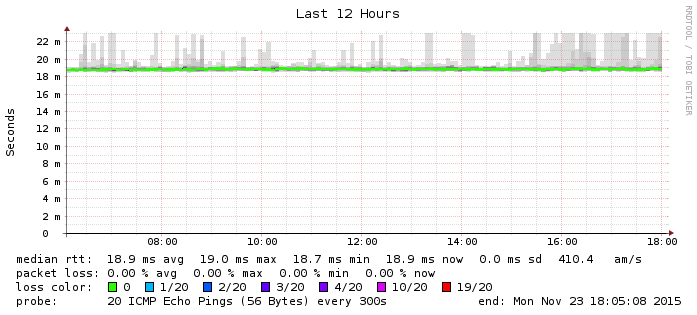 Last 12 Hours
RRDTOOL / TOBI OETIKER
Seconds
22 m
20 m
18 m
16 m
14 m
12 m
10 m
8 m
6 m
4 m
2 m
0
08:00 10:00 12:00 14:00 16:00 18:00
median rtt: 18.9 ms avg 19.0 ms max 18.7 ms min 18.9 ms now 0.0 ms sd 410.4 am/s
packet loss: 0.00 % avg 0.00 % max 0.00 % min 0.00 % now
loss color: 0 1/20 2/20 3/20 4/20 10/20 19/20
probe: 20 ICMP Echo Pings (56 Bytes) every 300s end: Mon Nov 23 18:05:08 2015